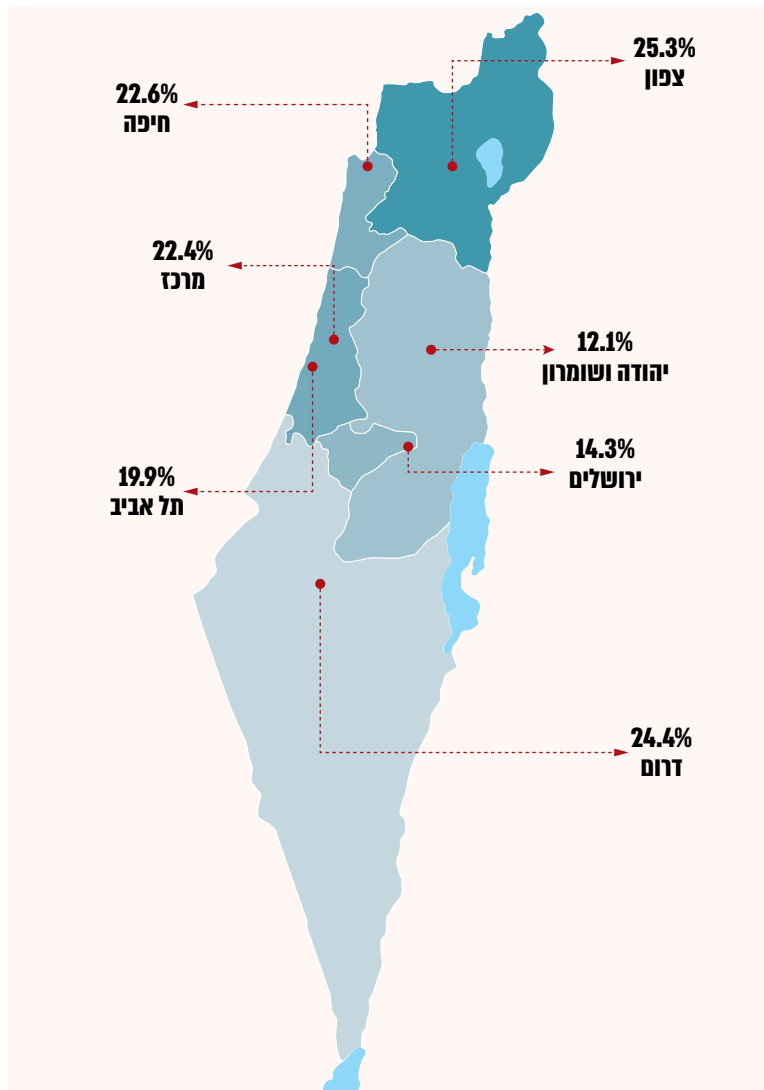 25.3%
צפון
22.6%
חיפה
22.4%
מרכז
12.1%
יהודה ושומרון
14.3%
ירושלים
19.9%
תל אביב
24.4%
דרום